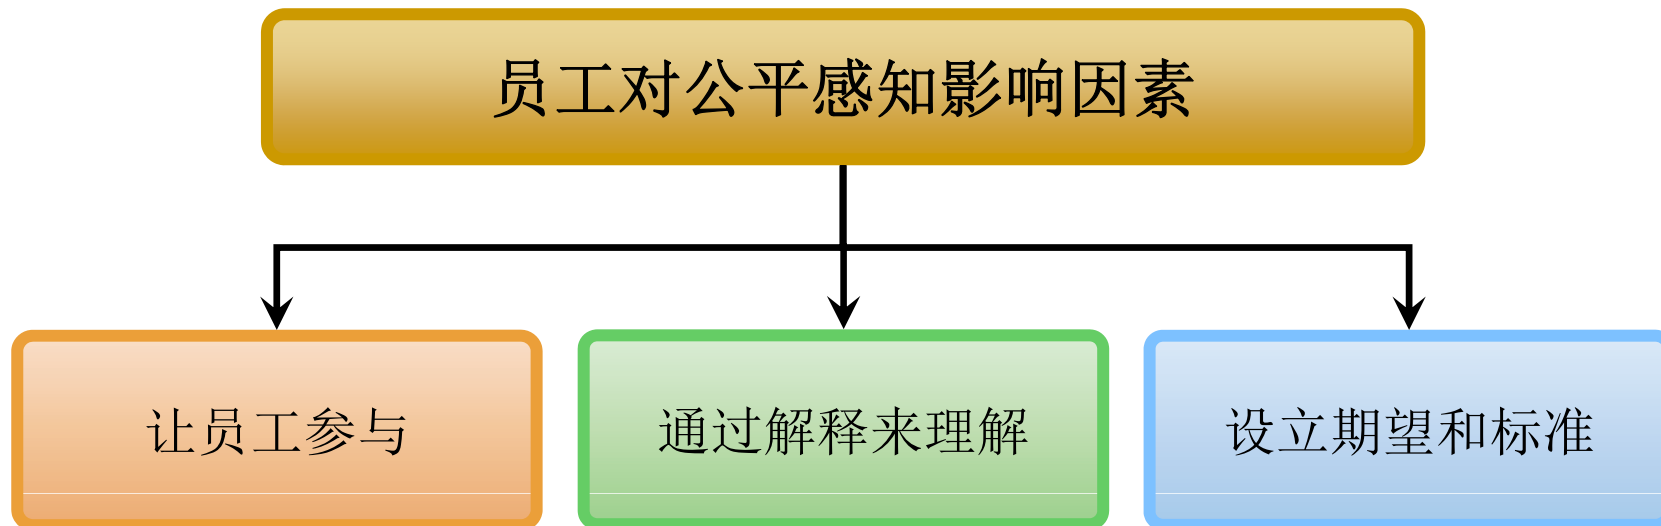 员工对公平感知影响因素
让员工参与
通过解释来理解
设立期望和标准